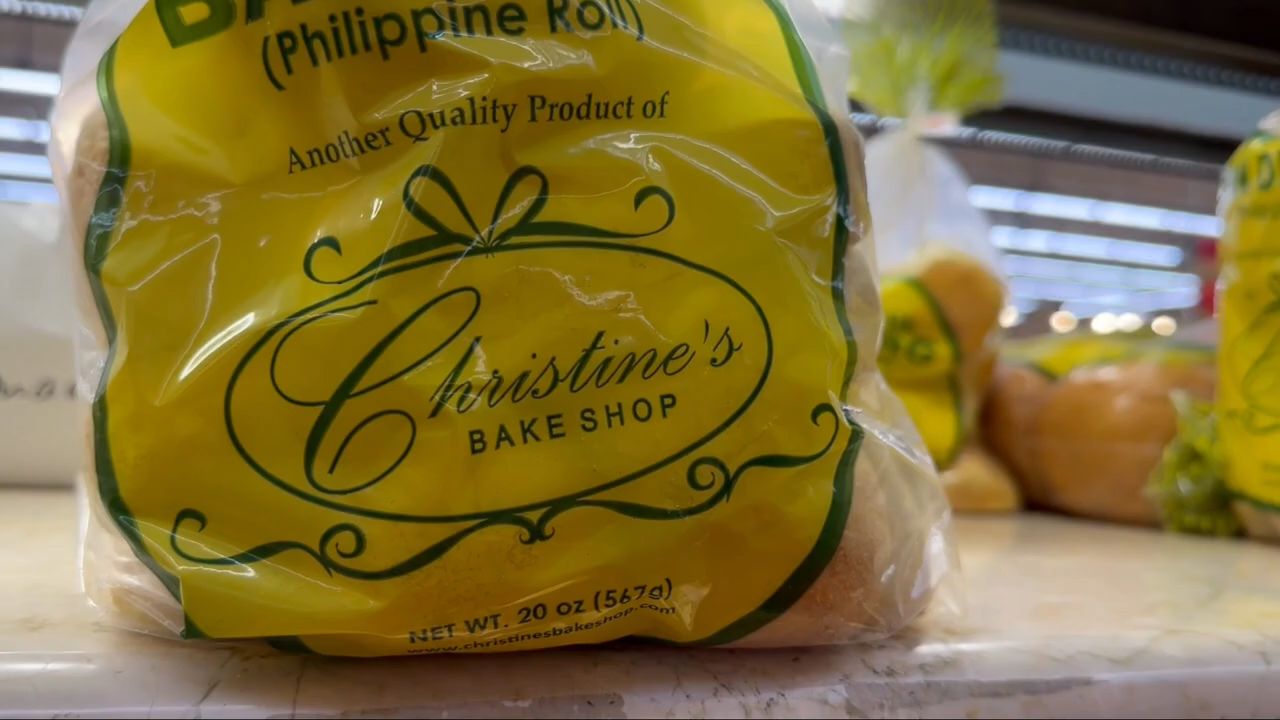 (Philippine Roll)
Another Quality Product of
Christine's
BAKE SHOP
NET WT. 20 oz (567g)
www.christinesbakeshop.com